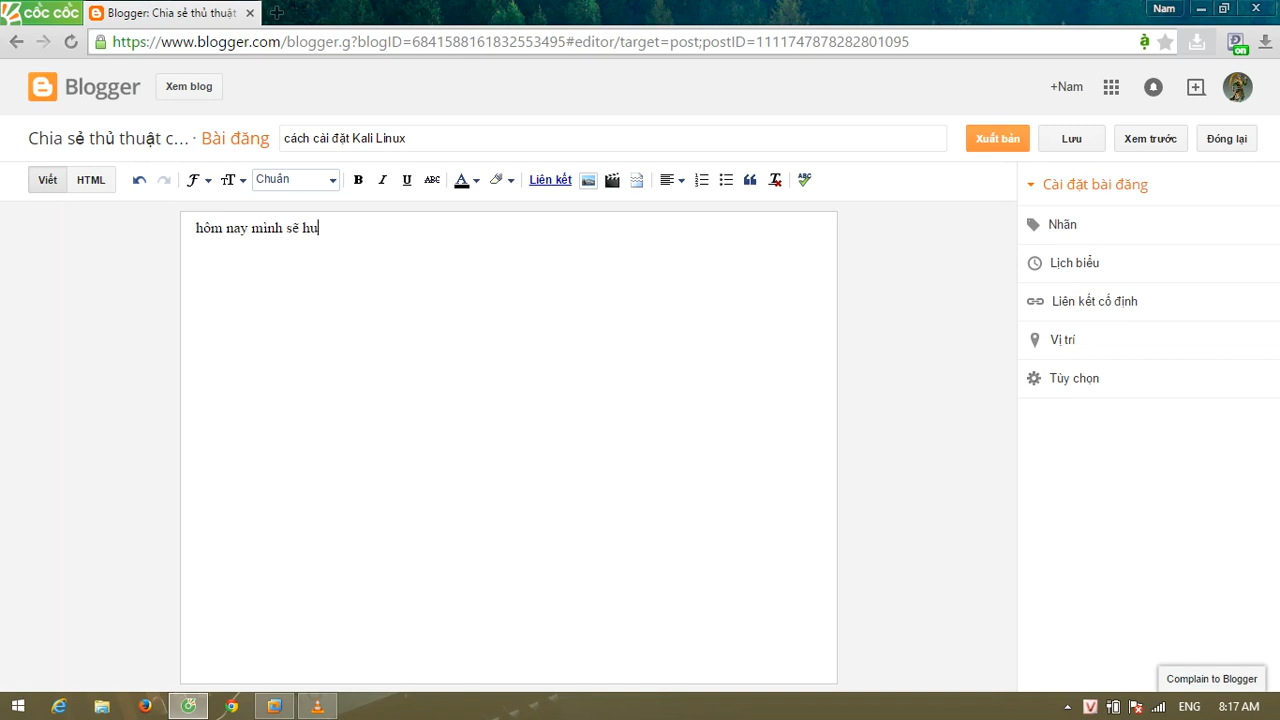 cốc cốc
Blogger: Chia sẻ thủ thuật
Nam
https://www.blogger.com/blogger.g?blogID=6841588161832553495#editor/target=post;postID=1111747878282801095
on
Blogger
Xem blog
+Nam
Chia sẻ thủ thuật c... · Bài đăng
cách cài đặt Kali Linux
Xuất bản
Lưu
Xem trước
Đóng lại
Viết
HTML
Chuẩn
B I U ABC
A
Liên kết
Cài đặt bài đăng
hôm nay mình sẽ hu
Nhãn
Lịch biểu
Liên kết cố định
Vị trí
Tùy chọn
Complain to Blogger
ENG
8:17 AM